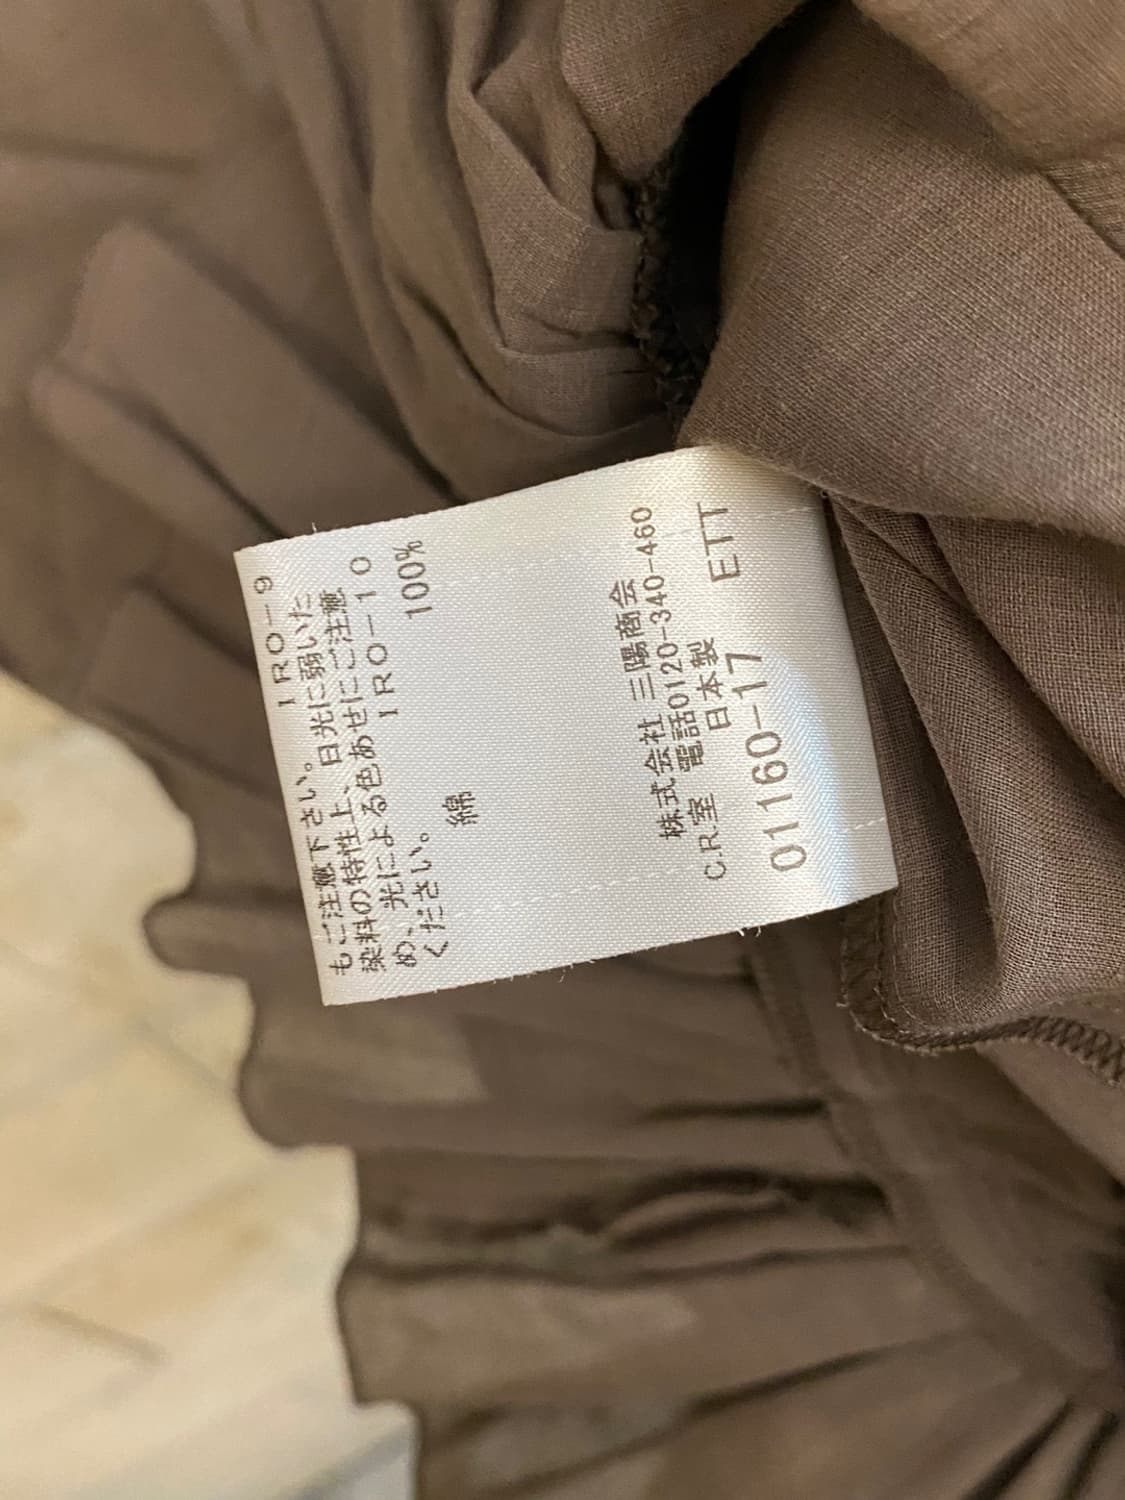 もご注意下さい。 IRO-9
染料の特性上、日光に弱いた
め、光による色あせにご注意
ください。 IRO-10
綿 100%
株式会社 三陽商会
C.R室 電話0120-340-460
日本製
01160-17 ETT